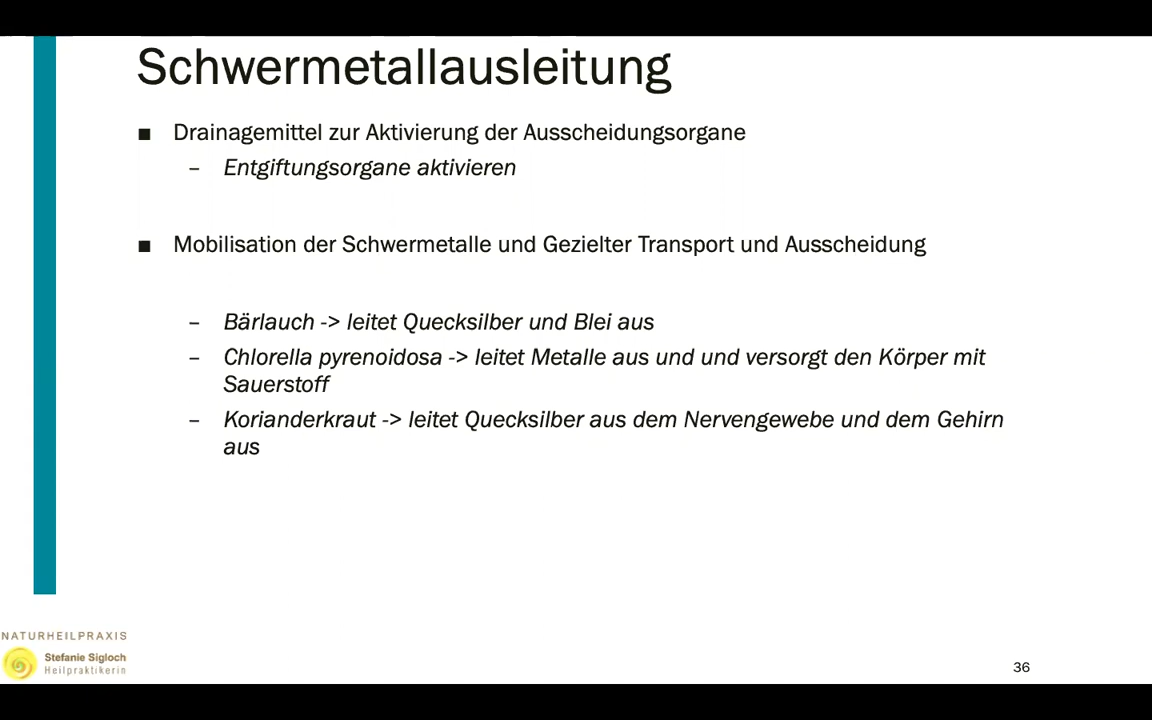 Schwermetallausleitung
■ Drainagemittel zur Aktivierung der Ausscheidungsorgane
– Entgiftungsorgane aktivieren
■ Mobilisation der Schwermetalle und Gezielter Transport und Ausscheidung
– Bärlauch -> leitet Quecksilber und Blei aus
– Chlorella pyrenoidosa -> leitet Metalle aus und und versorgt den Körper mit
Sauerstoff
– Korianderkraut -> leitet Quecksilber aus dem Nervengewebe und dem Gehirn
aus
NATURHEILPRAXIS
Stefanie Sigloch
Heilpraktikerin
36